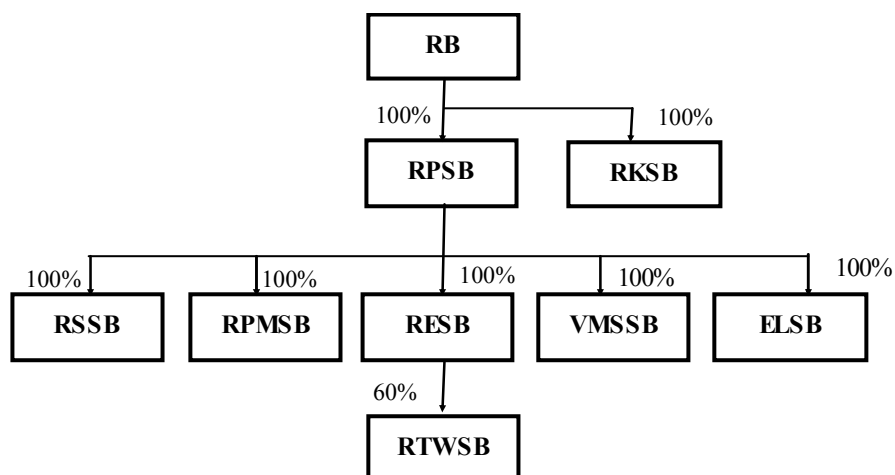 RB
100% 100%
RPSB RKSB
100% 100% 100% 100% 100%
RSSB RPMSB RESB VMSSB ELSB
60%
RTWSB